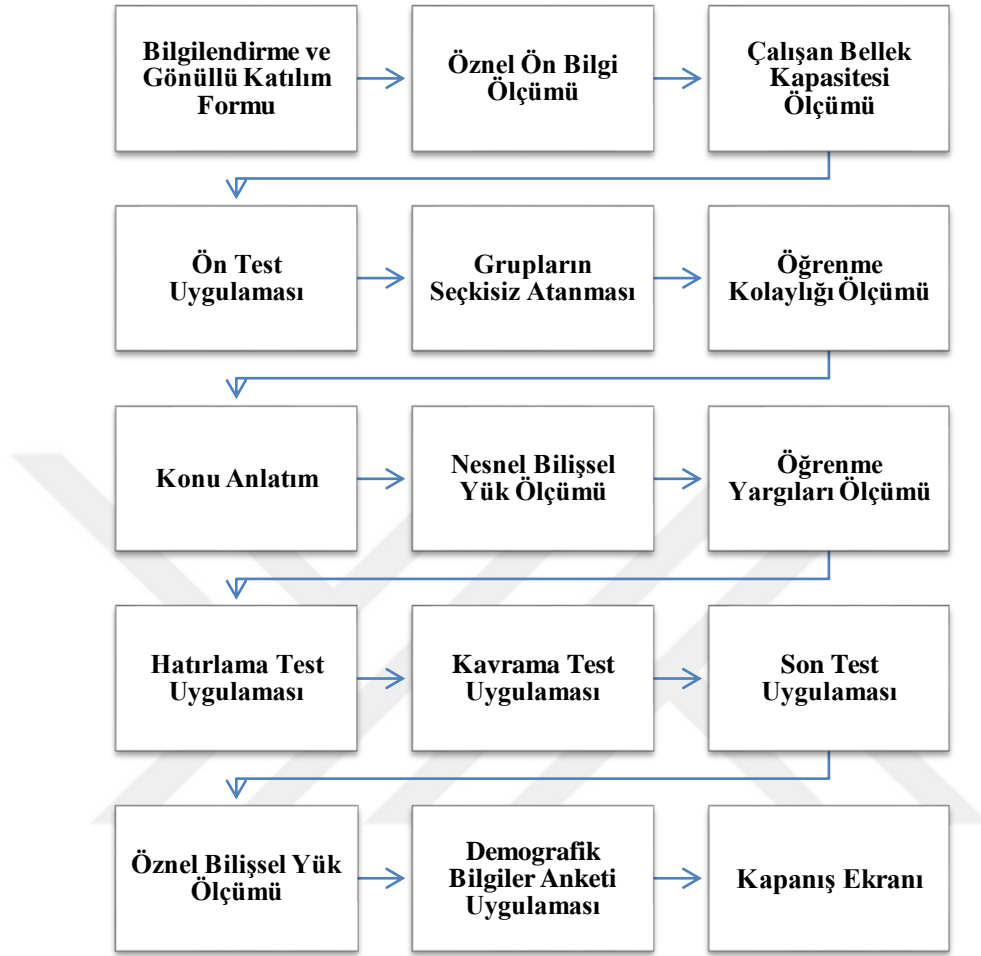 Bilgilendirme ve
Gönüllü Katılım
Formu
Öznel Ön Bilgi
Ölçümü
Çalışan Bellek
Kapasitesi
Ölçümü
Ön Test
Uygulaması
Grupların
Seçkisiz Atanması
Öğrenme
Kolaylığı Ölçümü
Konu Anlatım
Nesnel Bilişsel
Yük Ölçümü
Öğrenme
Yargıları Ölçümü
Hatırlama Test
Uygulaması
Kavrama Test
Uygulaması
Son Test
Uygulaması
Öznel Bilişsel Yük
Ölçümü
Demografik
Bilgiler Anketi
Uygulaması
Kapanış Ekranı